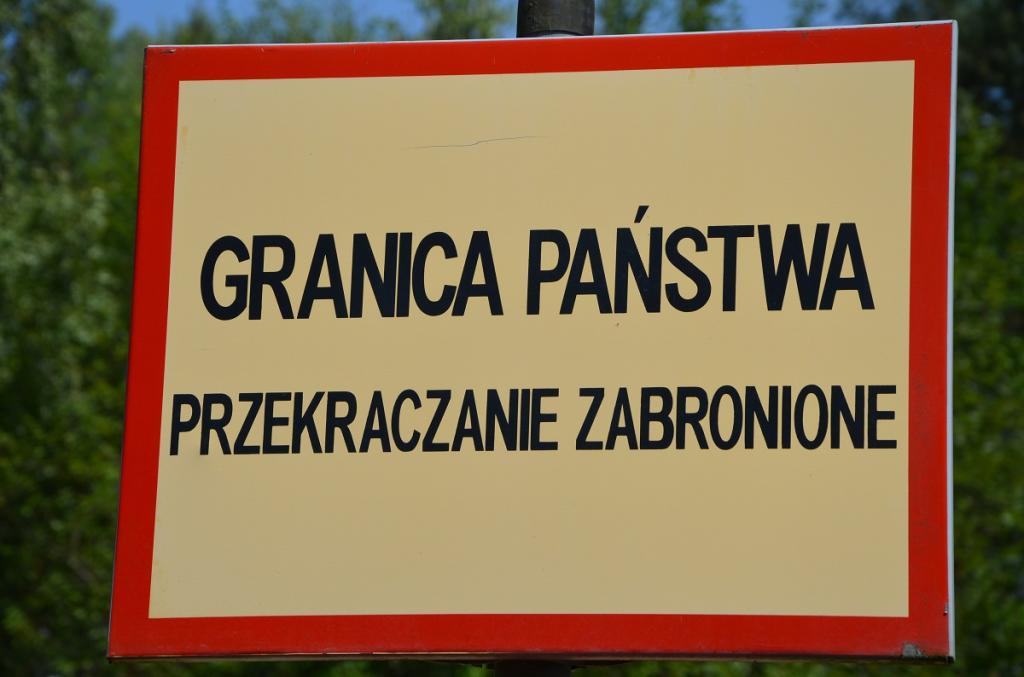 GRANICA PAŃSTWA
PRZEKRACZANIE ZABRONIONE